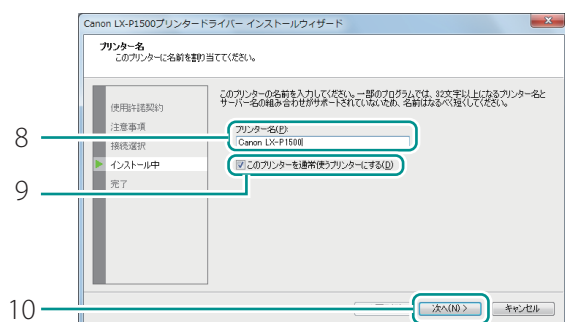 Canon LX-P1500プリンタードライバー インストールウィザード
プリンター名
このプリンターに名前を割り当ててください。
使用許諾契約
注意事項
接続選択
インストール中
完了
このプリンターの名前を入力してください。一部のプログラムでは、32文字以上になるプリンター名と
サーバー名の組み合わせがサポートされていないため、名前はなるべく短くしてください。
8
プリンター名(P):
Canon LX-P1500
9
このプリンターを通常使うプリンターにする(D)
10
次へ(N) >
キャンセル